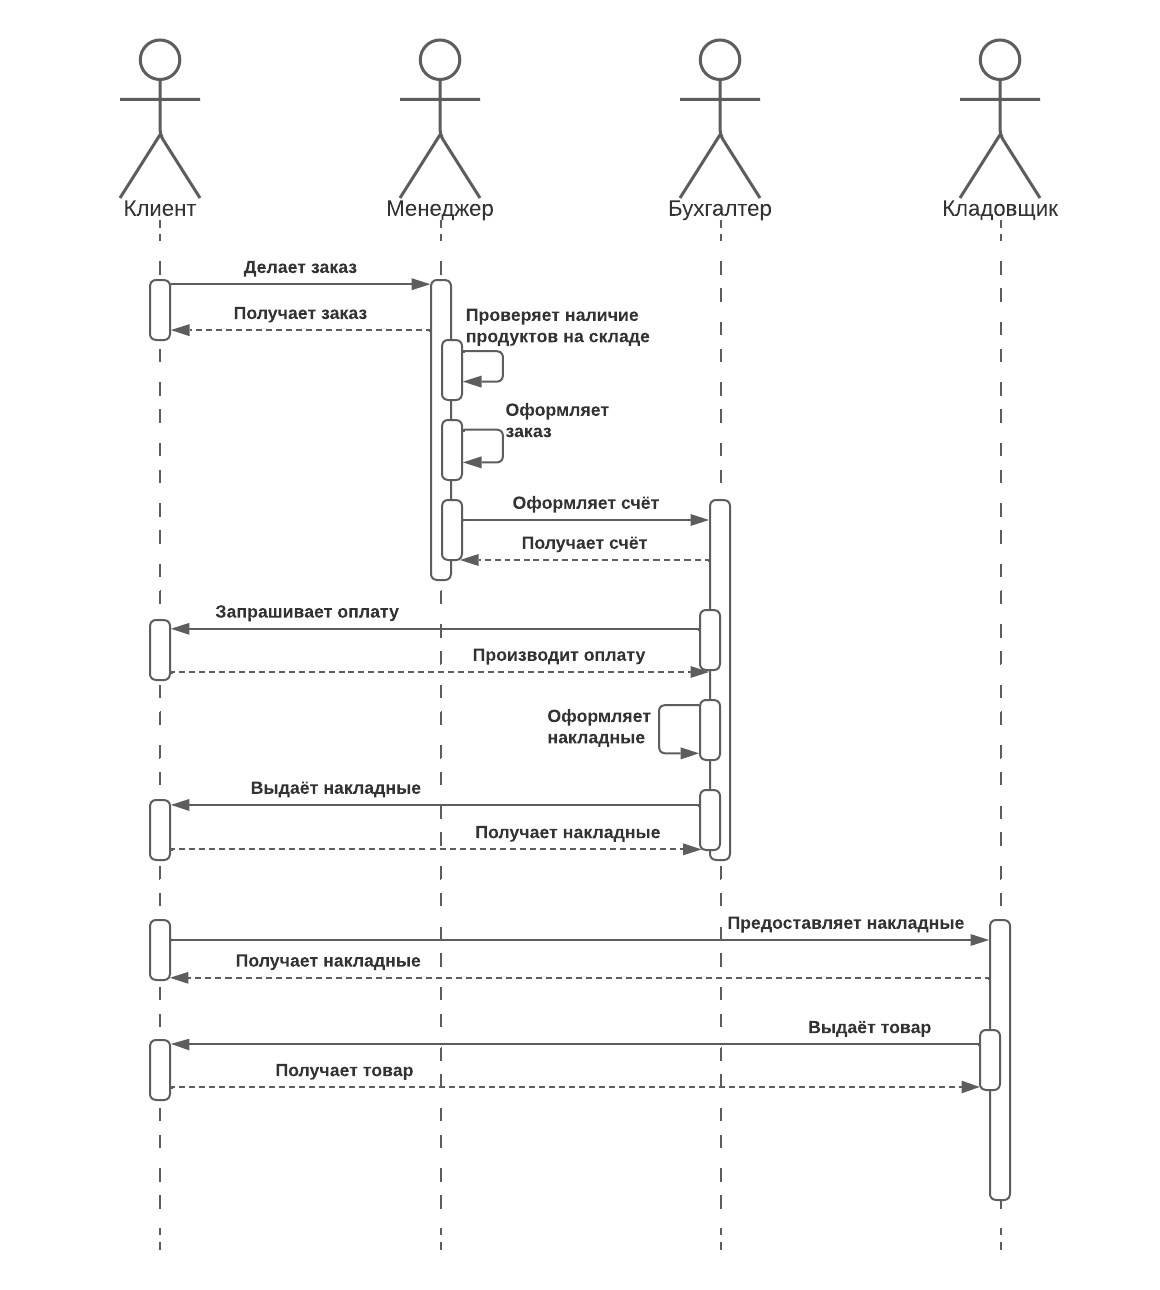 Клиент
Менеджер
Бухгалтер
Кладовщик
Делает заказ
Получает заказ
Проверяет наличие
продуктов на складе
Оформляет
заказ
Оформляет счёт
Получает счёт
Запрашивает оплату
Производит оплату
Оформляет
накладные
Выдаёт накладные
Получает накладные
Предоставляет накладные
Получает накладные
Выдаёт товар
Получает товар